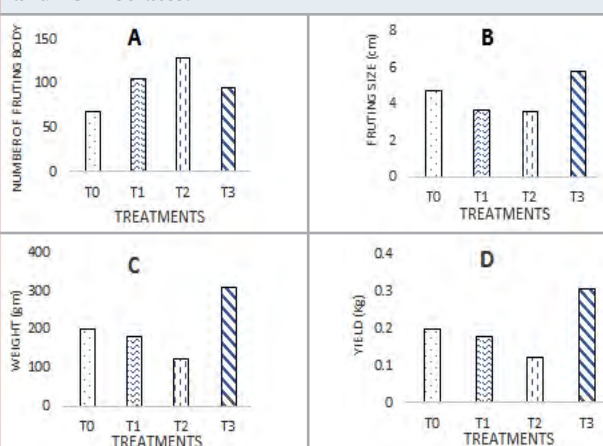 A
NUMBER OF FRUTING BODY
150
100
50
0
T0 T1 T2 T3
TREATMENTS
B
FRUTING SIZE (cm)
8
6
4
2
0
T0 T1 T2 T3
TREATMENTS
C
WEIGHT (gm)
400
300
200
100
0
T0 T1 T2 T3
TREATMENTS
D
YIELD (Kg)
0.4
0.3
0.2
0.1
0
T0 T1 T2 T3
TREATMENTS